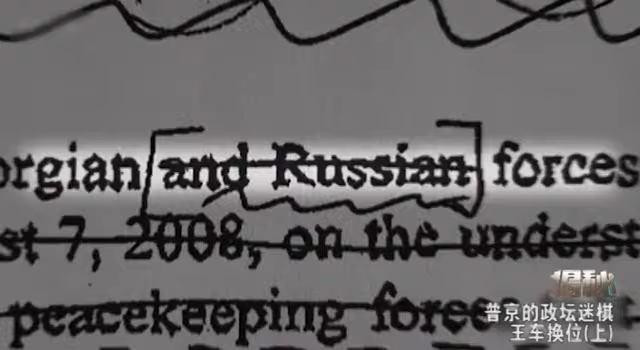 orgian [and Russian] forces
st 7, 2008, on the underst
peacekeeping forces
揭秘
普京的政坛迷棋
王车换位(上)